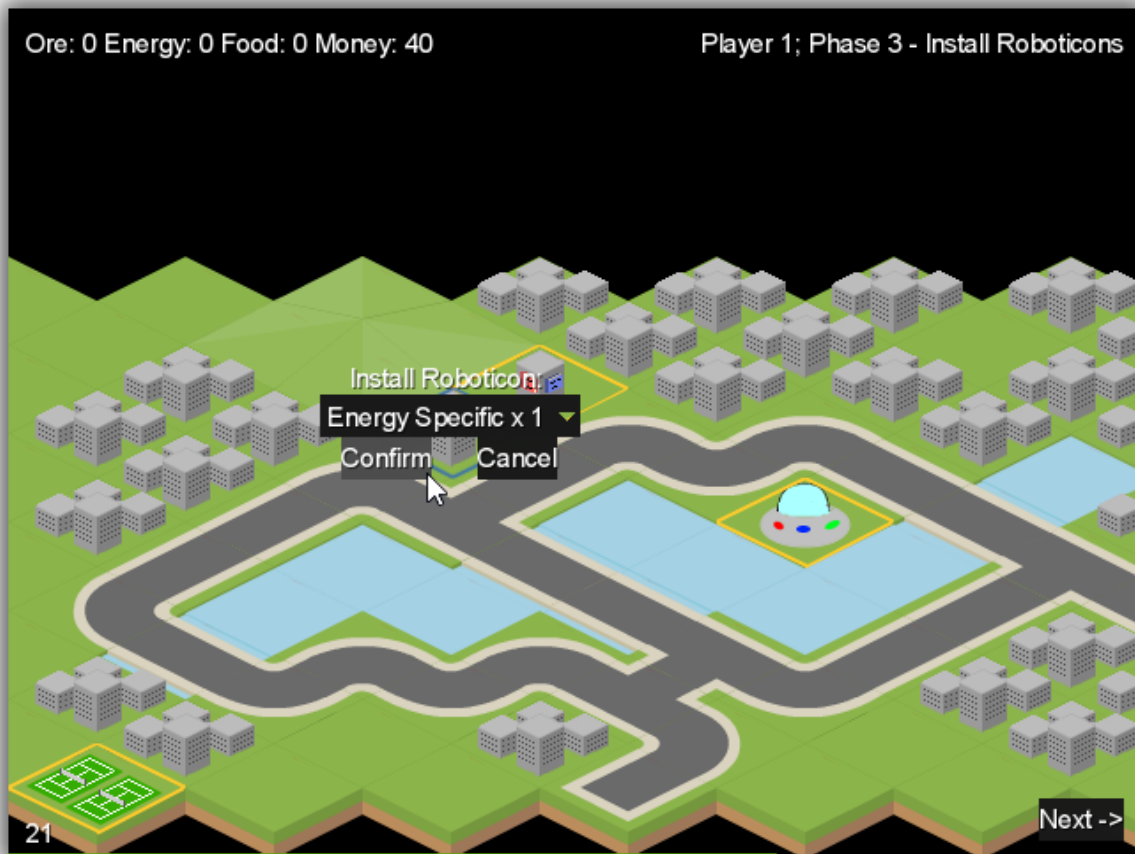 Ore: 0 Energy: 0 Food: 0 Money: 40
Player 1; Phase 3 - Install Roboticons
Install Roboticon:
Energy Specific x 1
Confirm
Cancel
21
Next ->